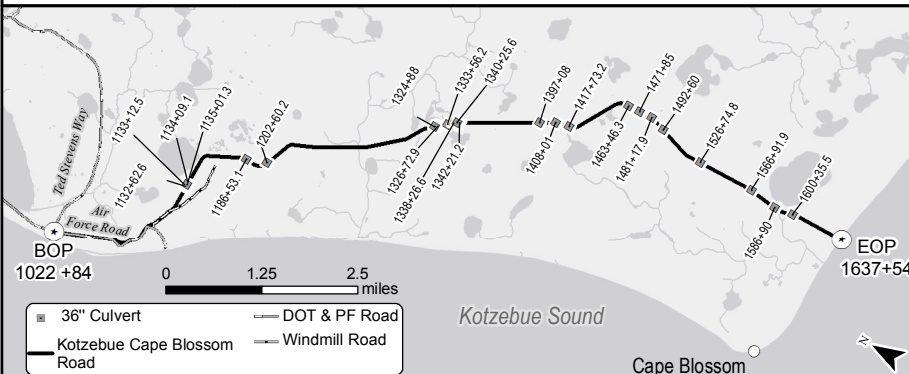 1132+62.6
1133+12.5
1134+09.1
1135+01.3
1186+53.1
1202+60.2
1324+88
1326+72.9
1333+56.2
1338+26.6
1340+25.6
1342+21.2
1397+08
1408+01
1417+73.2
1463+46.3
1471+85
1481+17.9
1492+60
1526+74.8
1566+91.9
1586+90
1600+35.5
Ted Stevens Way
Air
Force Road
BOP
1022 +84
EOP
1637+54
0 1.25 2.5
miles
36" Culvert
Kotzebue Cape Blossom
Road
DOT & PF Road
Windmill Road
Kotzebue Sound
Cape Blossom
N